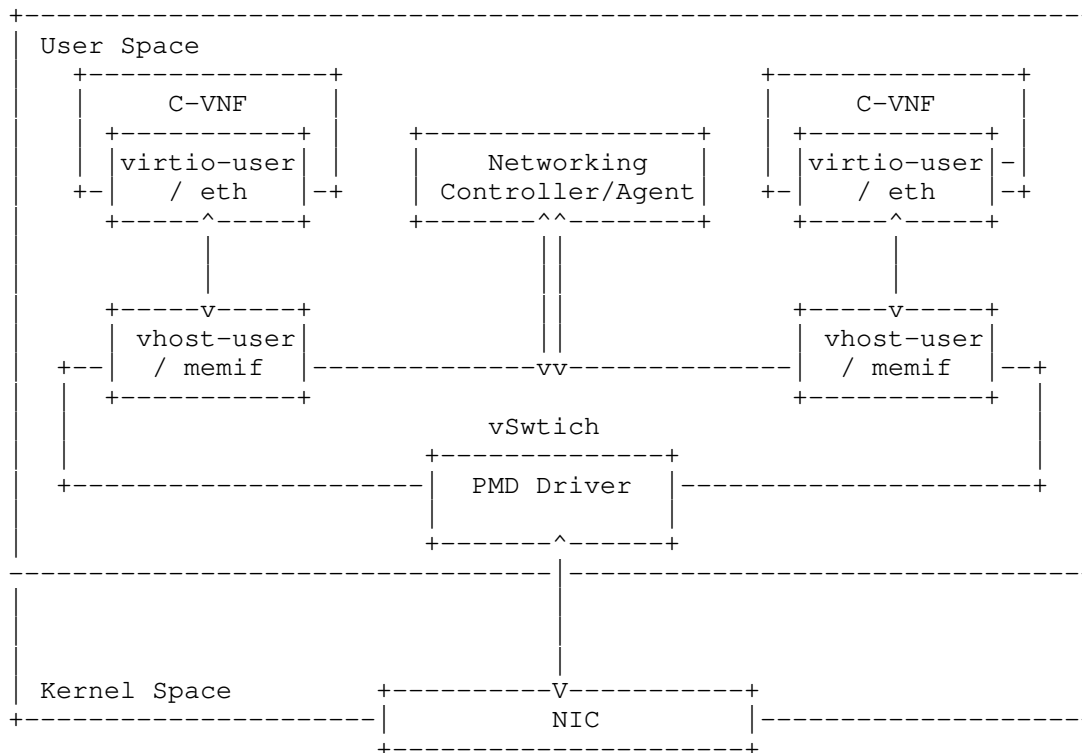 User Space
C-VNF C-VNF
virtio-user Networking virtio-user
/ eth Controller/Agent / eth
vhost-user vhost-user
/ memif / memif
vSwtich
PMD Driver
Kernel Space
NIC